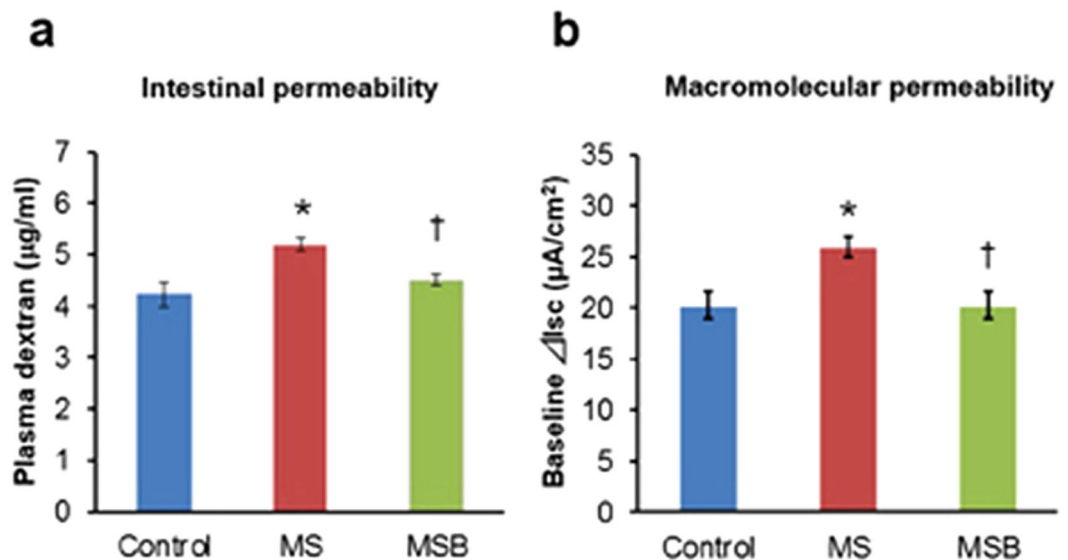 a
Intestinal permeability
Plasma dextran (µg/ml)
7
6
5
4
3
2
1
0
*
†
Control MS MSB
b
Macromolecular permeability
Baseline ⊿Isc (µA/cm²)
35
30
25
20
15
10
5
0
*
†
Control MS MSB